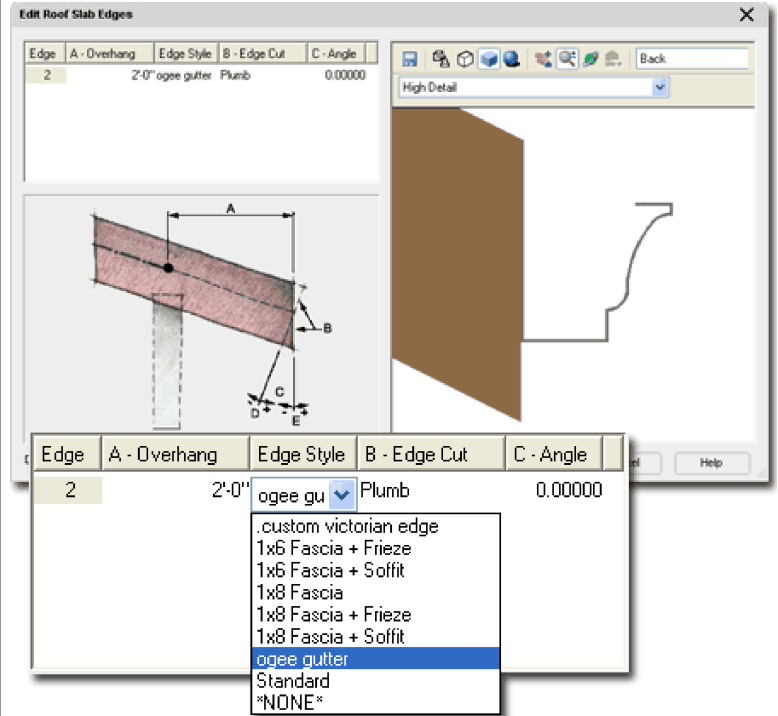 Edit Roof Slab Edges
Edge A - Overhang Edge Style B - Edge Cut C - Angle
2 2'-0" ogee gutter Plumb 0.00000
Back
High Detail
A
B
C
D
E
Help
Edge A - Overhang Edge Style B - Edge Cut C - Angle
2 2'-0" ogee gu Plumb 0.00000
.custom victorian edge
1x6 Fascia + Frieze
1x6 Fascia + Soffit
1x8 Fascia
1x8 Fascia + Frieze
1x8 Fascia + Soffit
ogee gutter
Standard
*NONE*